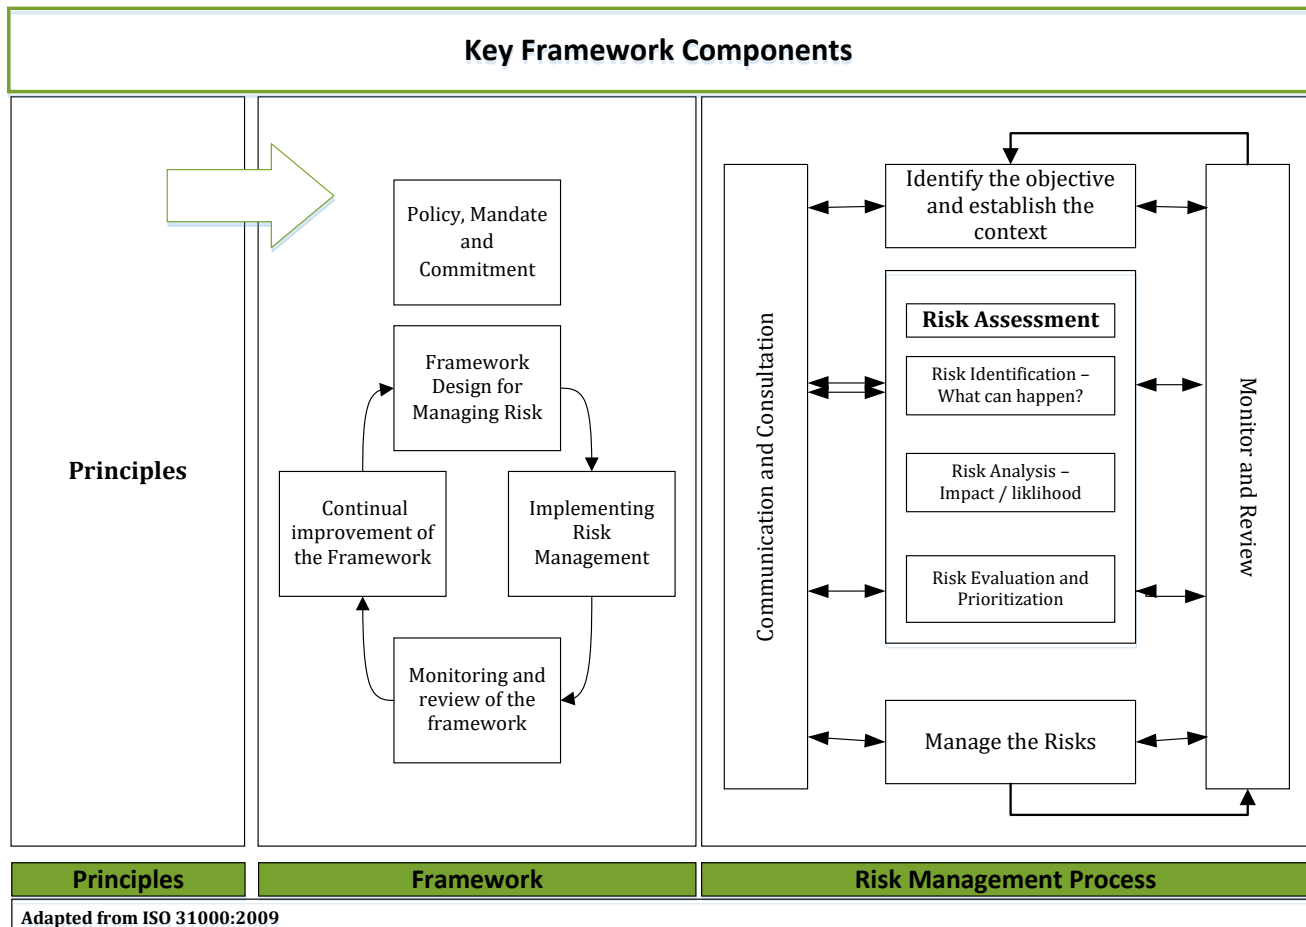 Key Framework Components
Principles
Policy, Mandate
and
Commitment
Framework
Design for
Managing Risk
Continual
improvement of
the Framework
Implementing
Risk
Management
Monitoring and
review of the
framework
Communication and Consultation
Identify the objective
and establish the
context
Risk Assessment
Risk Identification –
What can happen?
Risk Analysis –
Impact / liklihood
Risk Evaluation and
Prioritization
Manage the Risks
Monitor and Review
Principles
Framework
Risk Management Process
Adapted from ISO 31000:2009